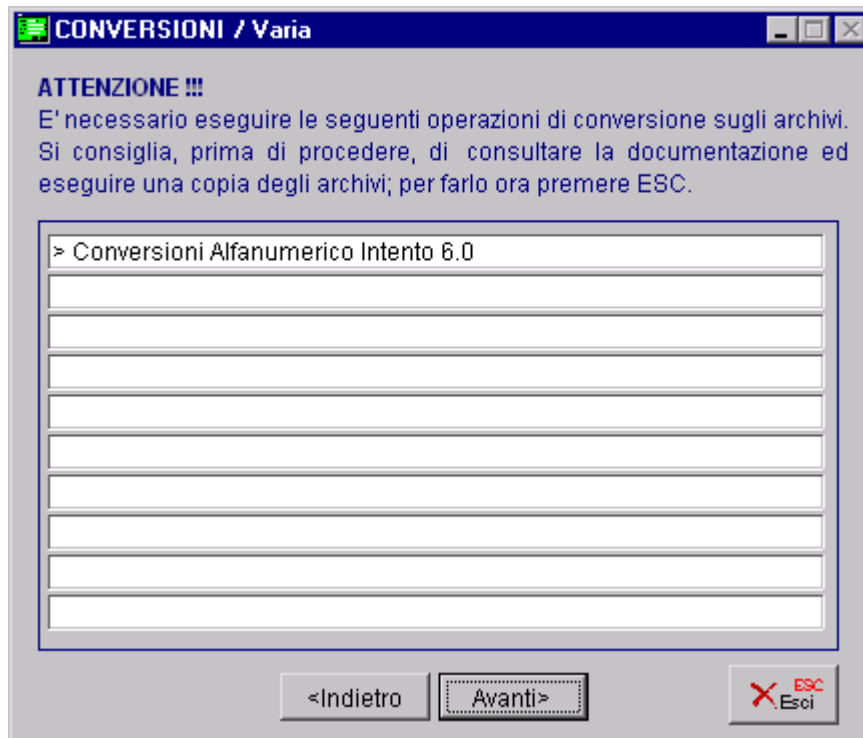 CONVERSIONI / Varia
ATTENZIONE !!!
E' necessario eseguire le seguenti operazioni di conversione sugli archivi.
Si consiglia, prima di procedere, di consultare la documentazione ed
eseguire una copia degli archivi; per farlo ora premere ESC.
> Conversioni Alfanumerico Intento 6.0
<Indietro
Avanti>
ESC
Esci